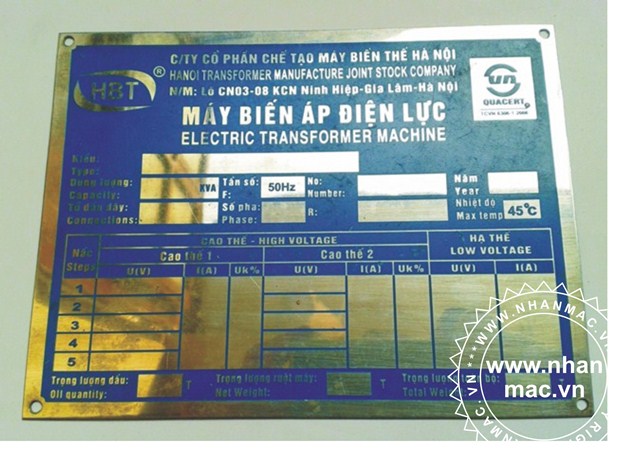 C/TY CỔ PHẦN CHẾ TẠO MÁY BIẾN THẾ HÀ NỘI
HBT ® HANOI TRANSFORMER MANUFACTURE JOINT STOCK COMPANY
N/M: Lô CN03-08 KCN Ninh Hiệp-Gia Lâm-Hà Nội
QUACERT
MÁY BIẾN ÁP ĐIỆN LỰC
ELECTRIC TRANSFORMER MACHINE
Kiểu:
Type:
Dung lượng: KVA Tần số: 50Hz No: Năm
Capacity: F: Number: Year
Tổ đấu dây: Số pha: R: Nhiệt độ 45°C
Connections: Phase: Max temp
Nấc CAO THẾ - HIGH VOLTAGE HẠ THẾ
Steps Cao thế 1 Cao thế 2 LOW VOLTAGE
U(V) I(A) Uk% U(V) I(A) Uk% U(V) I(A)
1
2
3
4
5
Trọng lượng dầu: T Trọng lượng ruột máy: T Trọng lượng
Oil quantity: Net Weight: Total
WWW.NHANMAC.VN
www.nhan
mac.vn